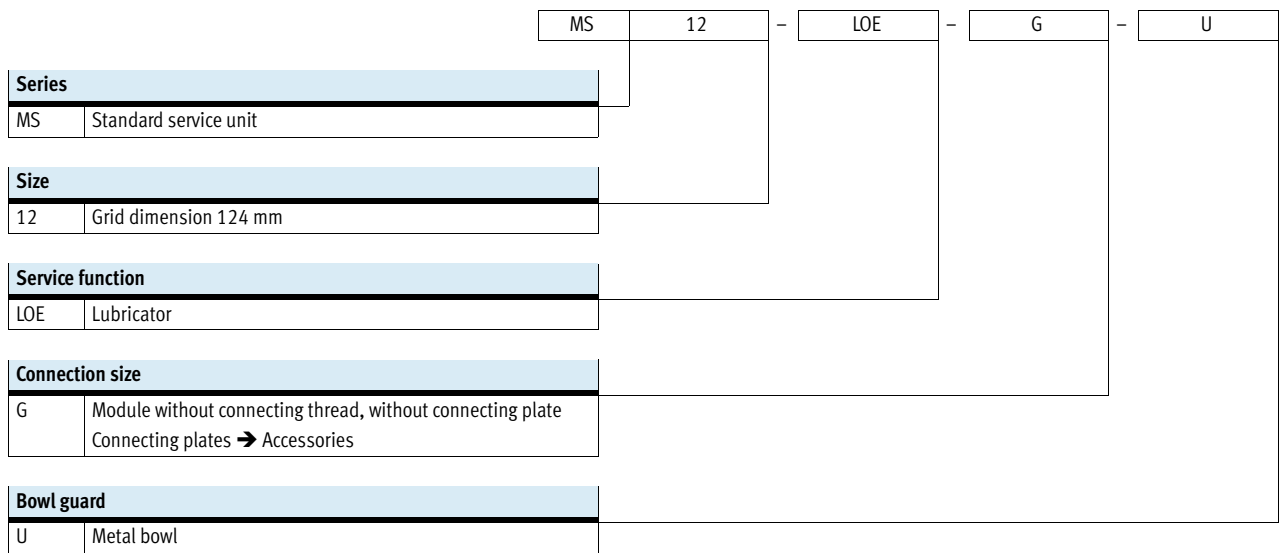 MS 12 – LOE – G – U
Series
MS Standard service unit
Size
12 Grid dimension 124 mm
Service function
LOE Lubricator
Connection size
G Module without connecting thread, without connecting plate
Connecting plates ➔ Accessories
Bowl guard
U Metal bowl